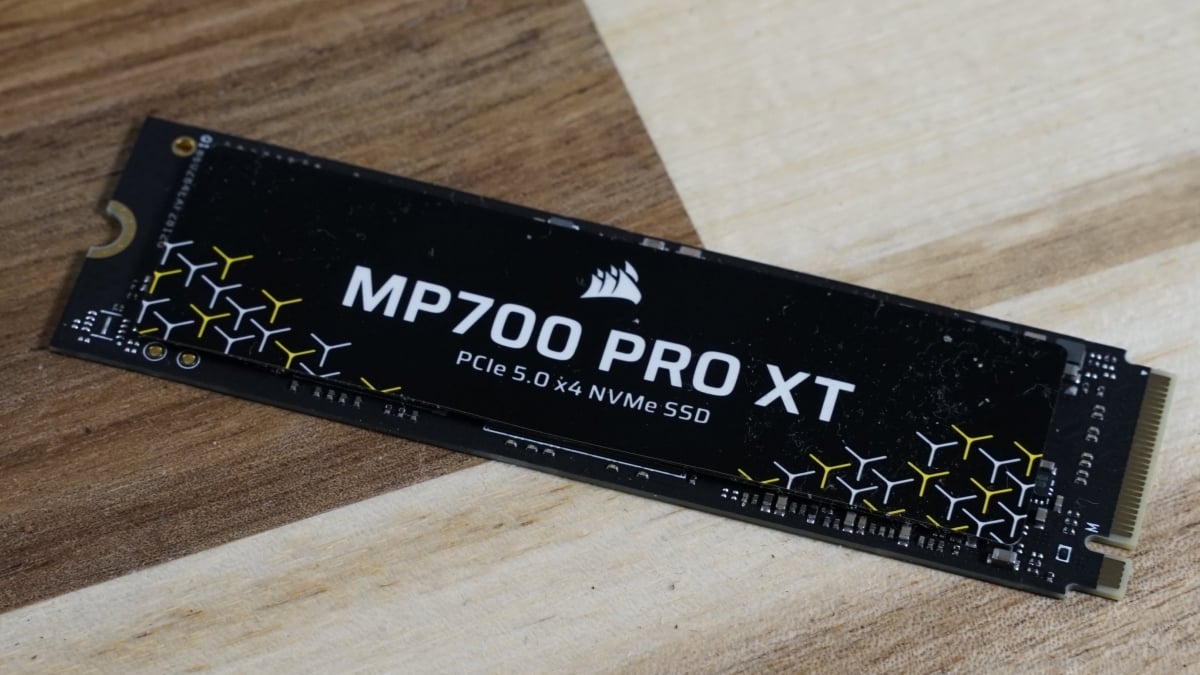 MP700 PRO XT
PCIe 5.0 x4 NVMe SSD
M